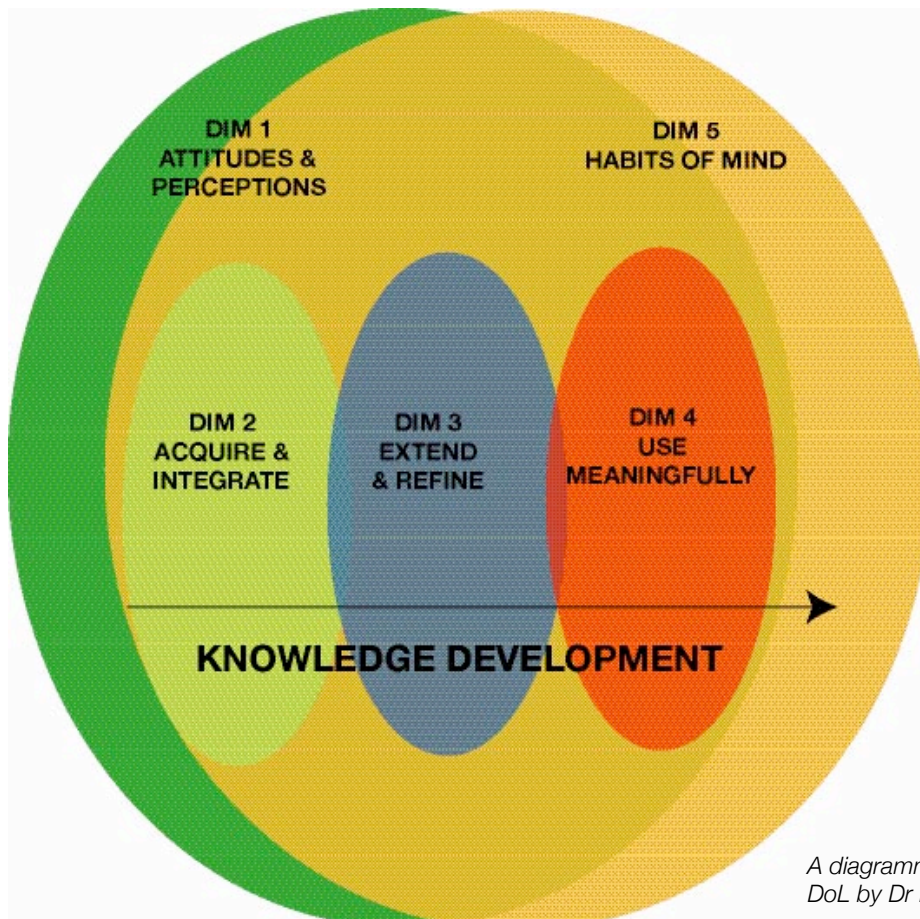 DIM 1
ATTITUDES &
PERCEPTIONS
DIM 5
HABITS OF MIND
DIM 2
ACQUIRE &
INTEGRATE
DIM 3
EXTEND
& REFINE
DIM 4
USE
MEANINGFULLY
KNOWLEDGE DEVELOPMENT
A diagramm
DoL by Dr